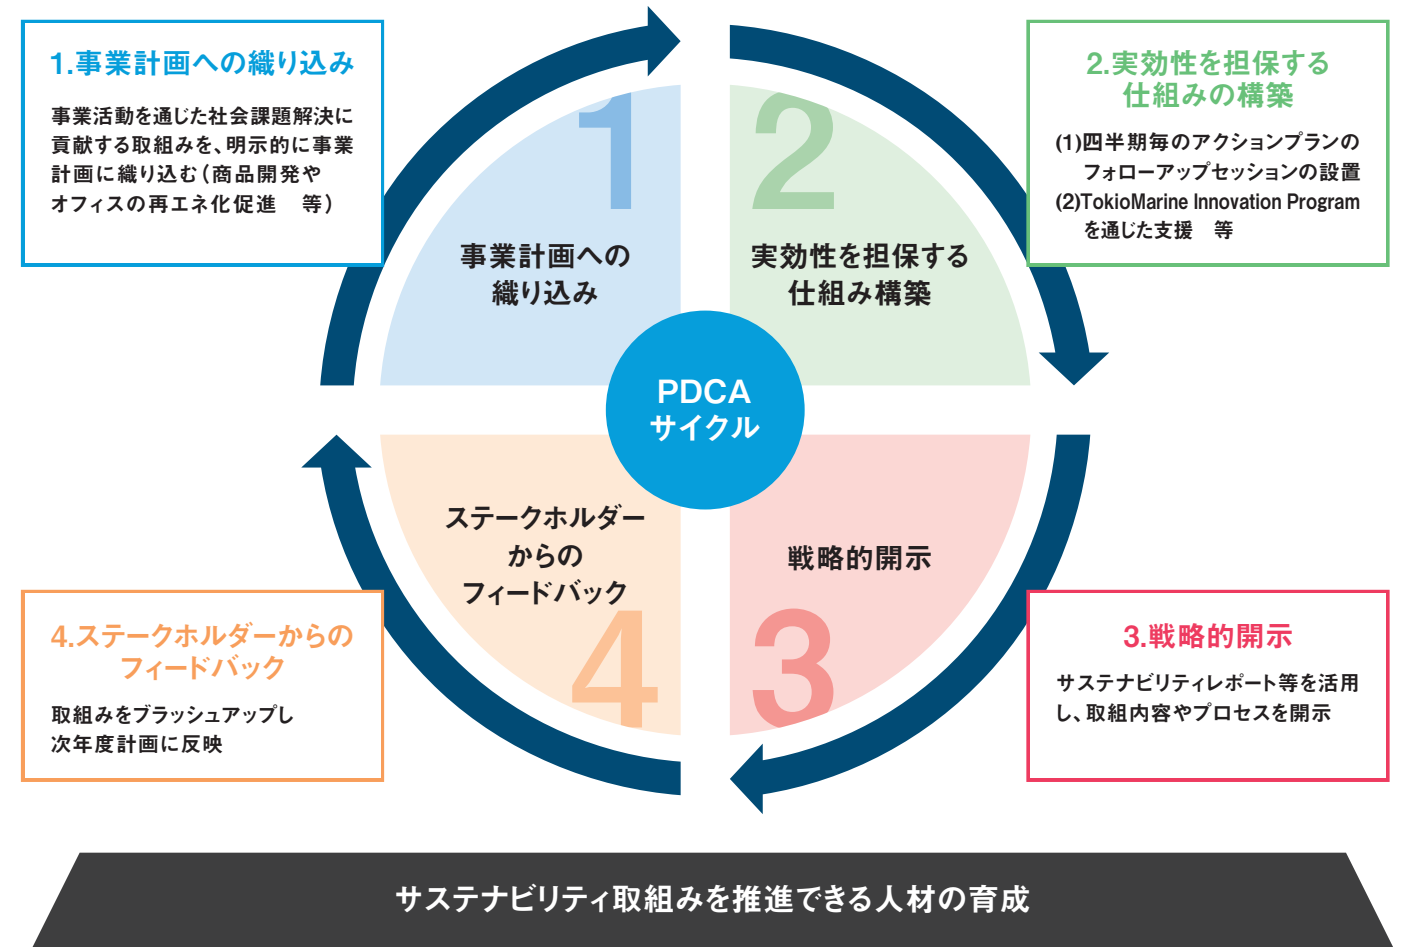 1.事業計画への織り込み
事業活動を通じた社会課題解決に
貢献する取組みを、明示的に事業
計画に織り込む（商品開発や
オフィスの再エネ化促進　等）
2.実効性を担保する
仕組みの構築
(1)四半期毎のアクションプランの
フォローアップセッションの設置
(2)TokioMarine Innovation Program
を通じた支援　等
1
事業計画への
織り込み
2
実効性を担保する
仕組み構築
PDCA
サイクル
ステークホルダー
からの
フィードバック
4
戦略的開示
3
4.ステークホルダーからの
フィードバック
取組みをブラッシュアップし
次年度計画に反映
3.戦略的開示
サステナビリティレポート等を活用
し、取組内容やプロセスを開示
サステナビリティ取組みを推進できる人材の育成